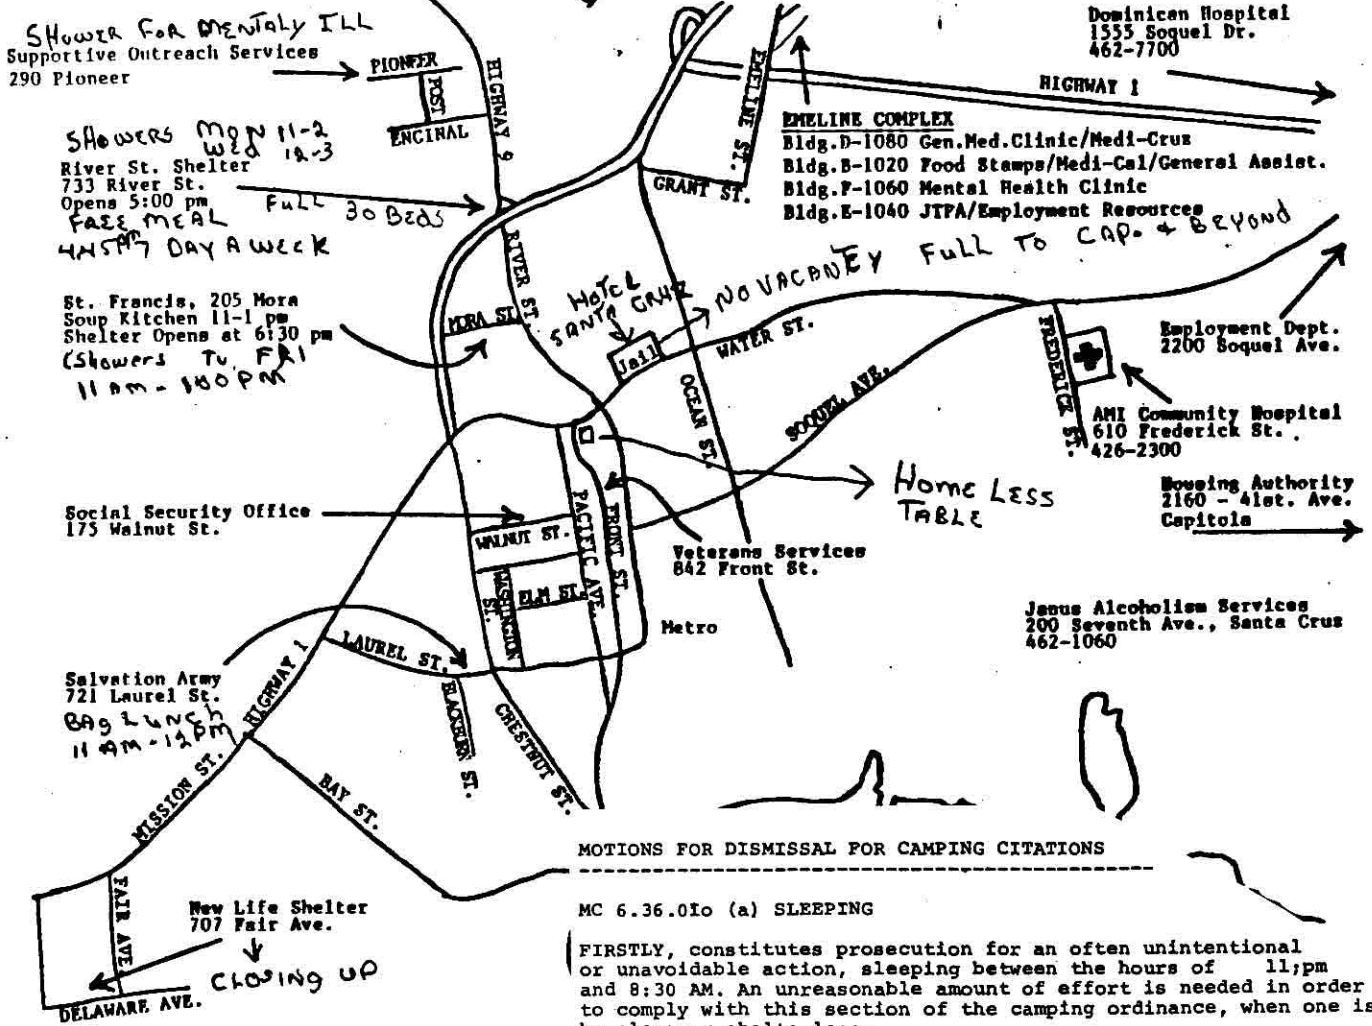 SHOWER FOR MENTALY ILL
Supportive Outreach Services
290 Pioneer
PIONEER
POST
ENCINAL
HIGHWAY 9
EMELINE ST.
GRANT ST.
Dominican Hospital
1555 Soquel Dr.
462-7700
HIGHWAY 1
EMELINE COMPLEX
Bldg.D-1080 Gen.Med.Clinic/Medi-Cruz
Bldg.B-1020 Food Stamps/Medi-Cal/General Assist.
Bldg.F-1060 Mental Health Clinic
Bldg.E-1040 JTPA/Employment Resources
SHOWERS MON 11-2
WED 12-3
River St. Shelter
733 River St.
Opens 5:00 pm
FULL 30 BEDS
FREE MEAL
7 DAY A WEEK
RIVER ST.
St. Francis, 205 Mora
Soup Kitchen 11-1 pm
Shelter Opens at 6:30 pm
(Showers Tu FRI
11 AM - 1:00 PM
MORA ST.
HOTEL
SANTA CRUZ
Jail
NO VACANTEY FULL TO CAP. & BEYOND
WATER ST.
OCEAN ST.
SOQUEL AVE.
FREDERICK ST.
Employment Dept.
2200 Soquel Ave.
AMI Community Hospital
610 Frederick St.
426-2300
HOMELESS
TABLE
Housing Authority
2160 - 41st. Ave.
Capitola
Social Security Office
175 Walnut St.
WALNUT ST.
PACIFIC AVE.
FRONT ST.
Veterans Services
842 Front St.
WASHINGTON ST.
ELM ST.
Metro
Janus Alcoholism Services
200 Seventh Ave., Santa Cruz
462-1060
LAUREL ST.
HIGHWAY 1
Salvation Army
721 Laurel St.
BAG LUNCH
11 AM - 12 PM
BLACKBURN ST.
CHESTNUT ST.
MISSION ST.
BAY ST.
FAIR AVE.
New Life Shelter
707 Fair Ave.
CLOSING UP
DELAWARE AVE.
MOTIONS FOR DISMISSAL FOR CAMPING CITATIONS
-------------------------------------------
MC 6.36.0Io (a) SLEEPING
FIRSTLY, constitutes prosecution for an often unintentional
or unavoidable action, sleeping between the hours of 11;pm
and 8:30 AM. An unreasonable amount of effort is needed in order
to comply with this section of the camping ordinance, when one is